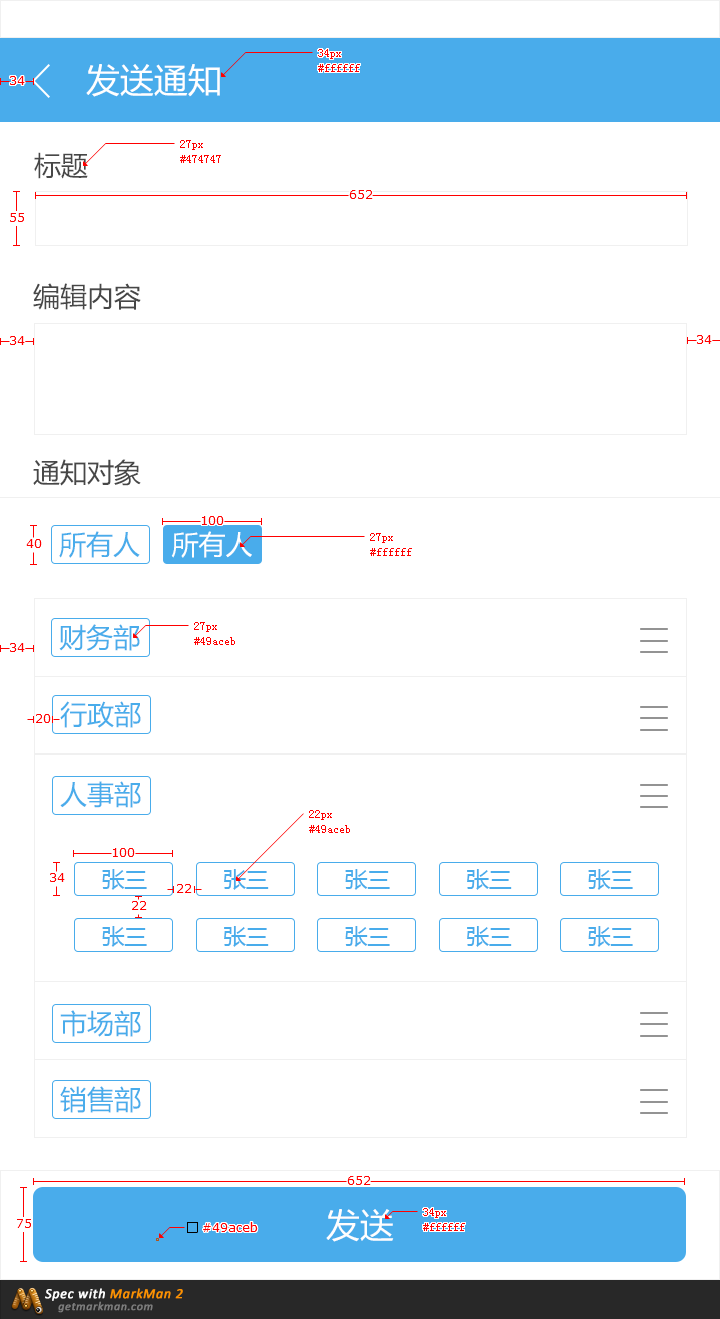 34 发送通知 34px
#ffffff
标题 27px
#474747
652
55
编辑内容
34 34
通知对象
100
40 所有人 所有人 27px
#ffffff
财务部 27px
#49aceb
34
20 行政部
人事部
22px
#49aceb
100
34 张三 22 张三 张三 张三 张三
22
张三 张三 张三 张三 张三
市场部
销售部
652
75 #49aceb 发送 34px
#ffffff
Spec with MarkMan 2
getmarkman.com